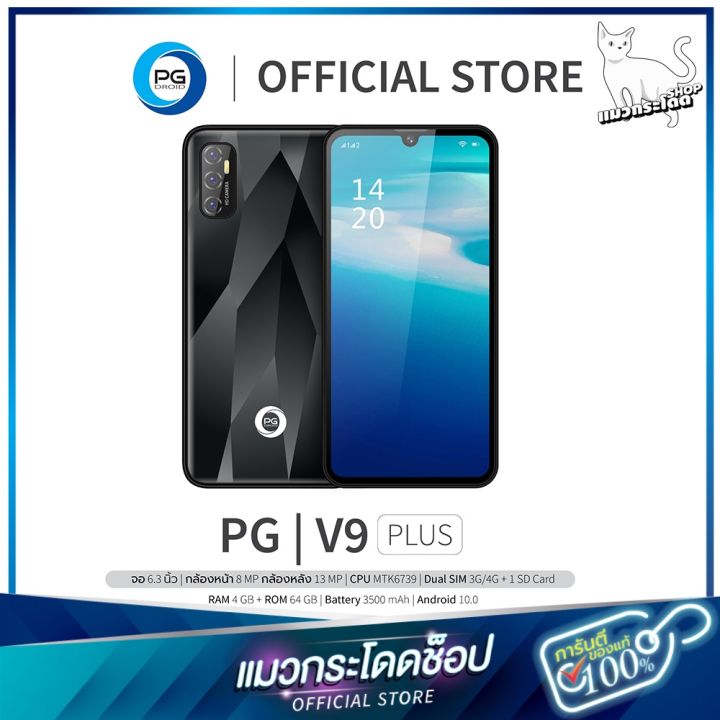 PG
DROID
OFFICIAL STORE
SHOP
แมวกระโดด
HD CAMERA
14
20
PG
PG | V9 PLUS
จอ 6.3 นิ้ว | กล้องหน้า 8 MP กล้องหลัง 13 MP | CPU MTK6739 | Dual SIM 3G/4G + 1 SD Card
RAM 4 GB + ROM 64 GB | Battery 3500 mAh | Android 10.0
แมวกระโดดช็อป
OFFICIAL STORE
การันตี
ของแท้
100%